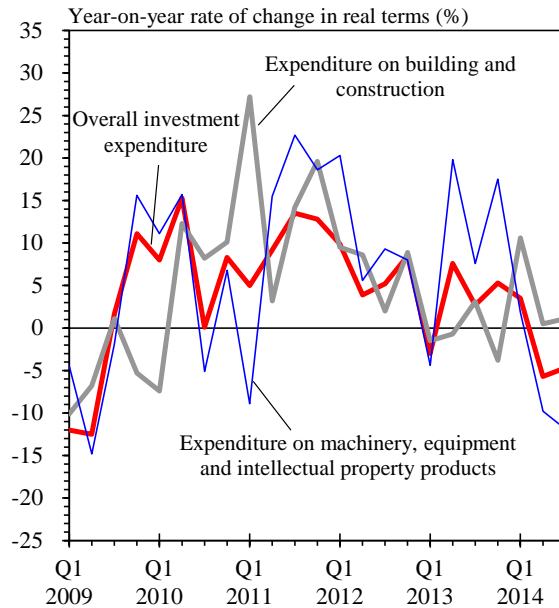 Year-on-year rate of change in real terms (%)
35
30
25
20
15
10
5
0
-5
-10
-15
-20
-25
Expenditure on building and
construction
Overall investment
expenditure
Expenditure on machinery, equipment
and intellectual property products
Q1 Q1 Q1 Q1 Q1 Q1
2009 2010 2011 2012 2013 2014